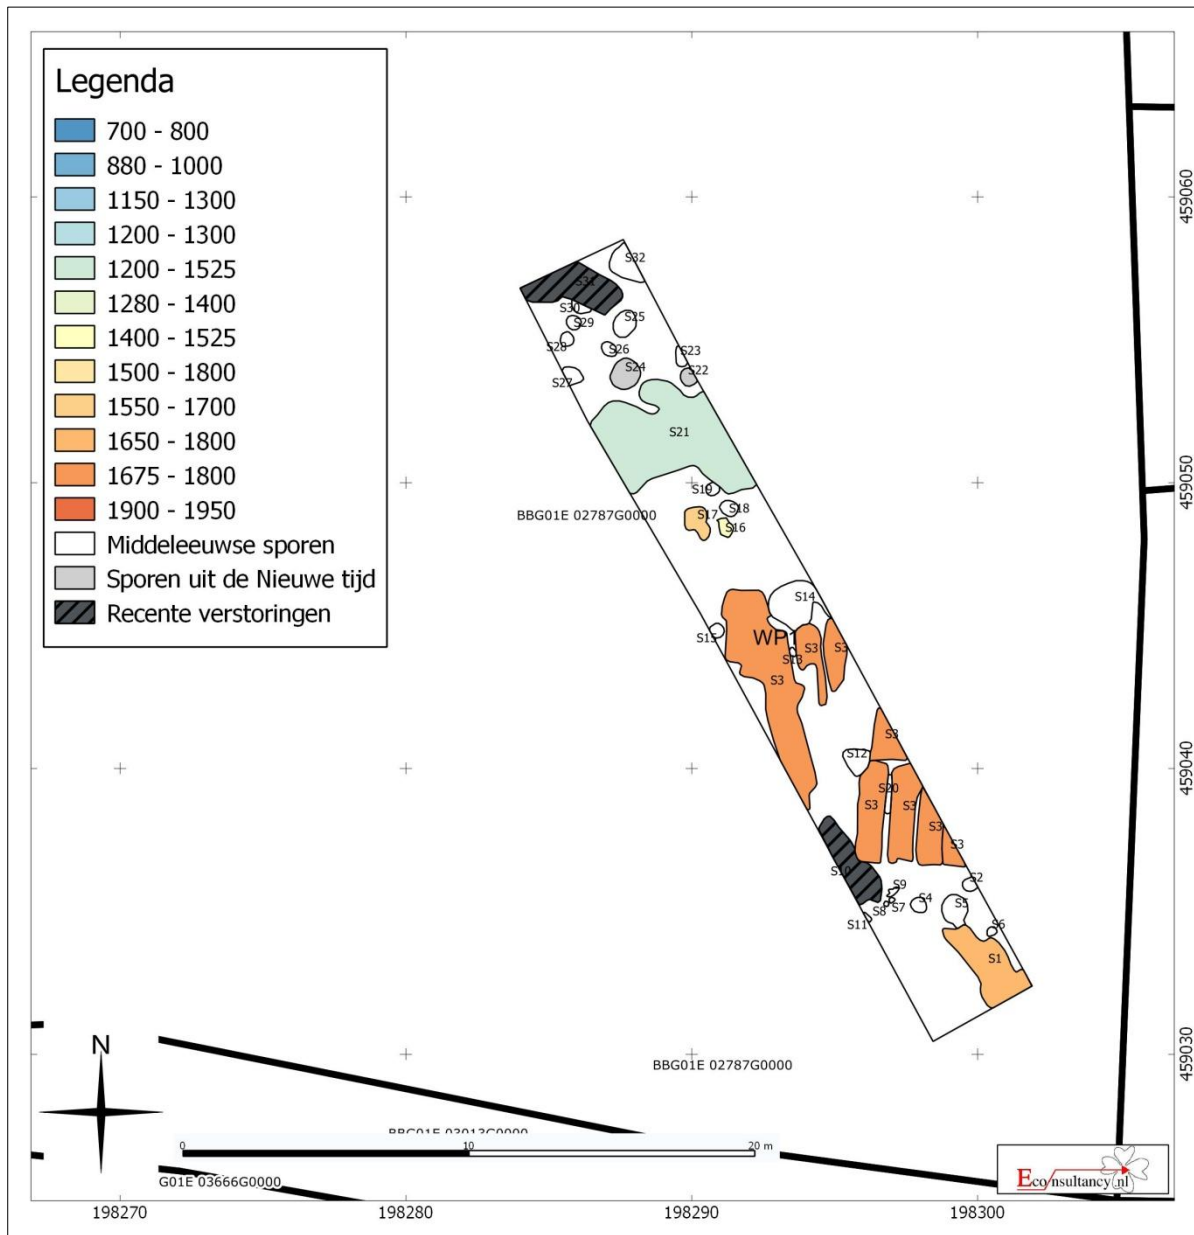 Legenda
700 - 800
880 - 1000
1150 - 1300
1200 - 1300
1200 - 1525
1280 - 1400
1400 - 1525
1500 - 1800
1550 - 1700
1650 - 1800
1675 - 1800
1900 - 1950
Middeleeuwse sporen
Sporen uit de Nieuwe tijd
Recente verstoringen
459060
S32
S31
S30
S29
S25
S28
S26
S23
S24
S22
S27
S21
459050
S19
S18
BBG01E 02787G0000
S17
S16
S14
S15
WP1
S13
S3
S3
S3
S3
S12
459040
S20
S3
S3
S3
S3
S10
S9
S2
S8
S7
S4
S5
S11
S6
S1
N
459030
BBG01E 02787G0000
BBG01E 03013G0000
0
10
20 m
G01E 03666G0000
Econsultancy.nl
198270
198280
198290
198300